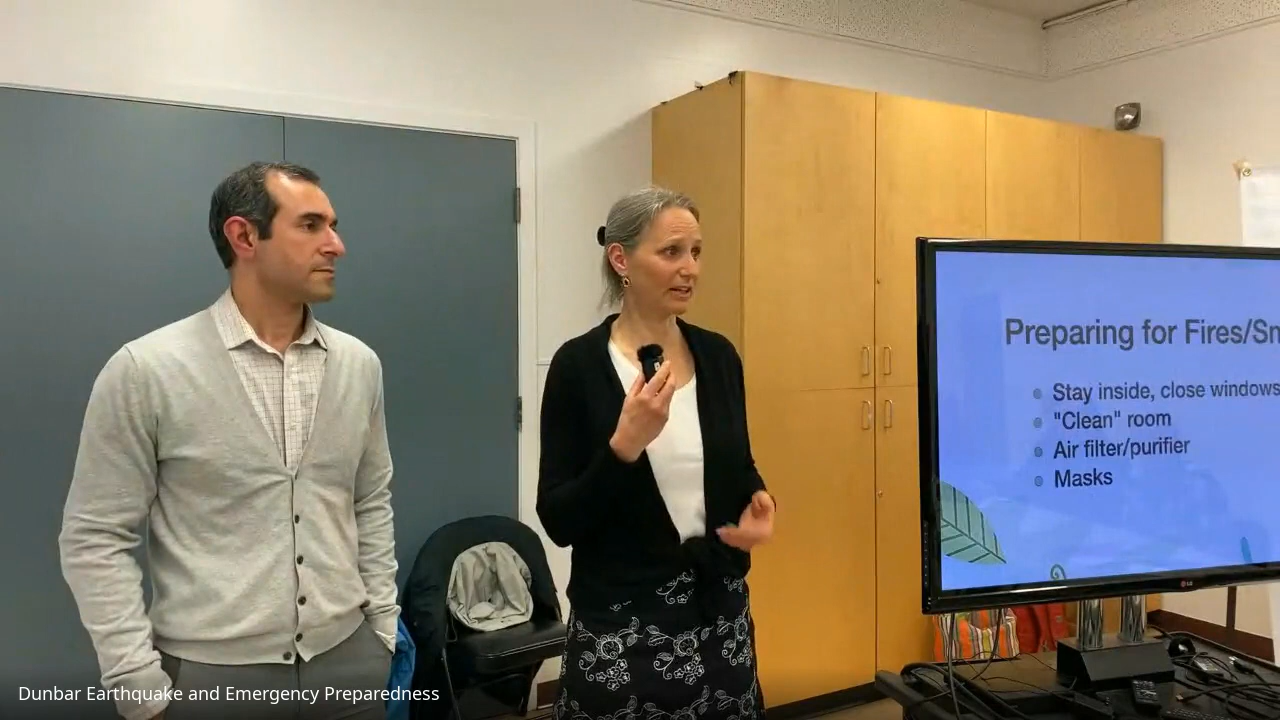 Preparing for Fires/Sm
Stay inside, close windows
"Clean" room
Air filter/purifier
Masks
LG
Dunbar Earthquake and Emergency Preparedness